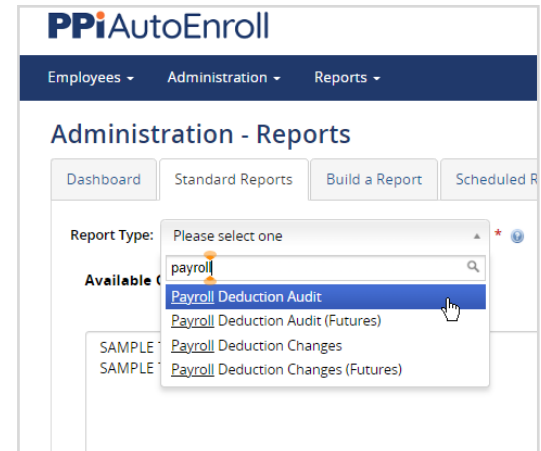 PPiAutoEnroll
Employees Administration Reports
Administration - Reports
Dashboard Standard Reports Build a Report Scheduled R
Report Type: Please select one *
payroll
Available
Payroll Deduction Audit
Payroll Deduction Audit (Futures)
SAMPLE Payroll Deduction Changes
SAMPLE Payroll Deduction Changes (Futures)